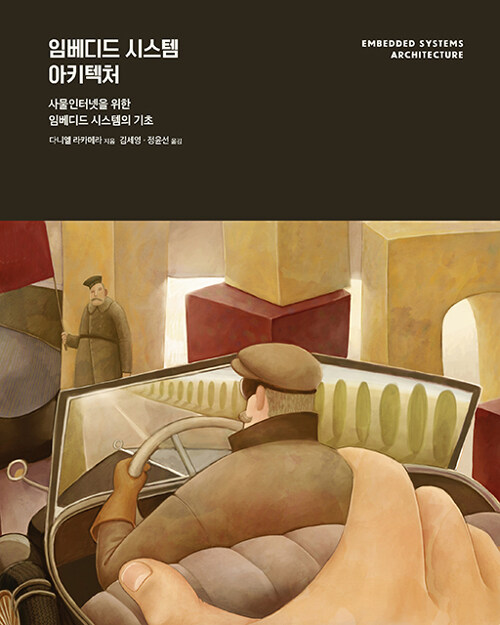 임베디드 시스템
아키텍처
사물인터넷을 위한
임베디드 시스템의 기초
다니엘 라카메라 지음 김세영 · 정윤선 옮김
EMBEDDED SYSTEMS
ARCHITECTURE